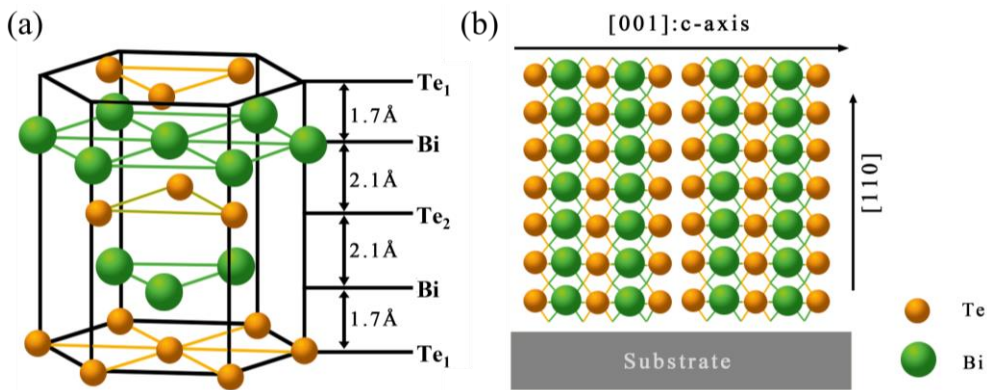 (a)
Te₁
1.7Å
Bi
2.1Å
Te₂
2.1Å
Bi
1.7Å
Te₁
(b)
[001]:c-axis
[110]
Substrate
Te
Bi